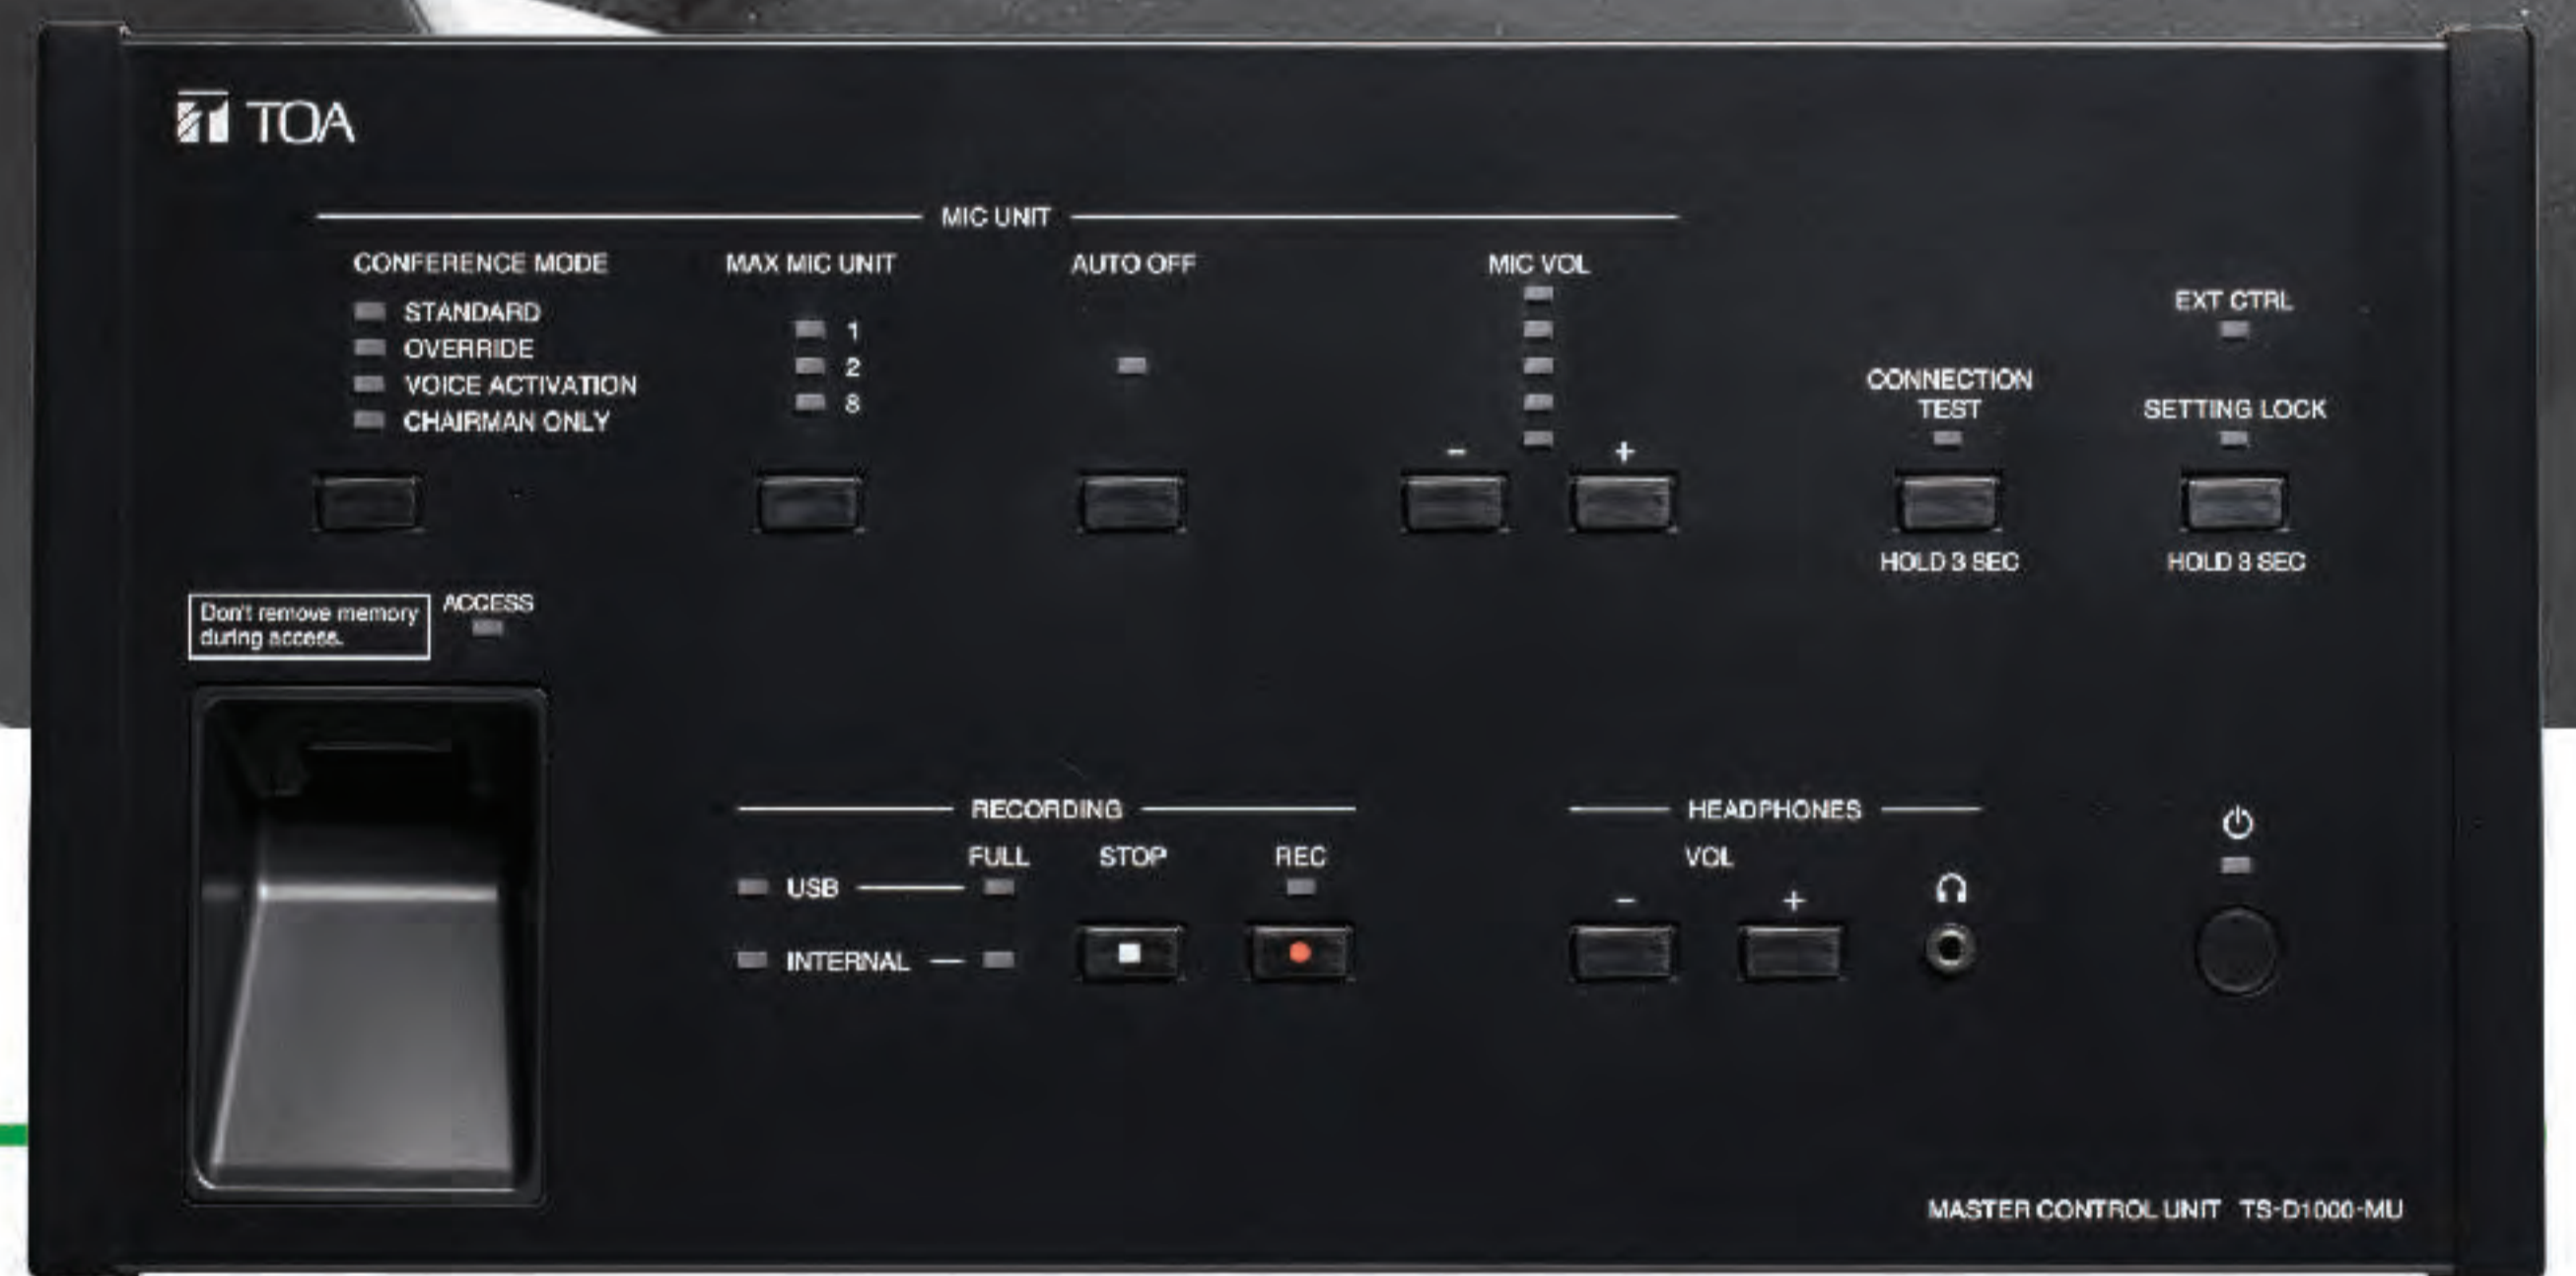 TOA
MIC UNIT
CONFERENCE MODE
STANDARD
OVERRIDE
VOICE ACTIVATION
CHAIRMAN ONLY
MAX MIC UNIT
1
2
8
AUTO OFF
MIC VOL
- +
CONNECTION
TEST
HOLD 3 SEC
EXT CTRL
SETTING LOCK
HOLD 3 SEC
Don't remove memory
during access.
ACCESS
RECORDING
FULL STOP REC
USB
INTERNAL
HEADPHONES
VOL
- +
MASTER CONTROL UNIT TS-D1000-MU